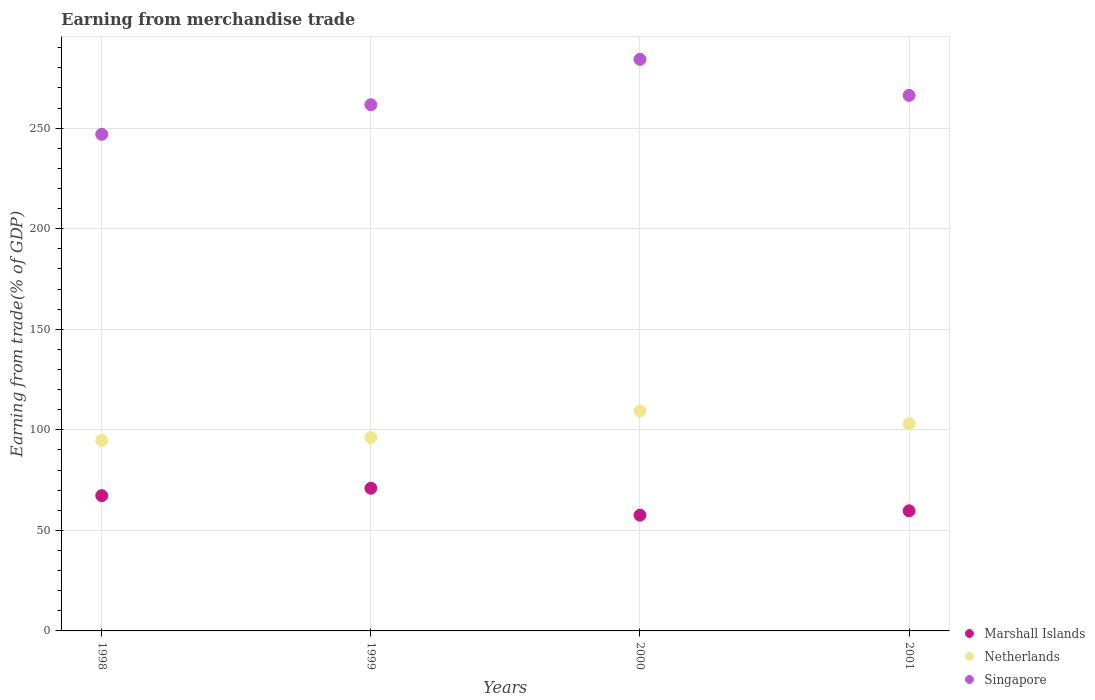 Earning from merchandise trade
Earning from trade(% of GDP)
250
200
150
100
50
0
1998
1999
2000
2001
Years
Marshall Islands
Netherlands
Singapore